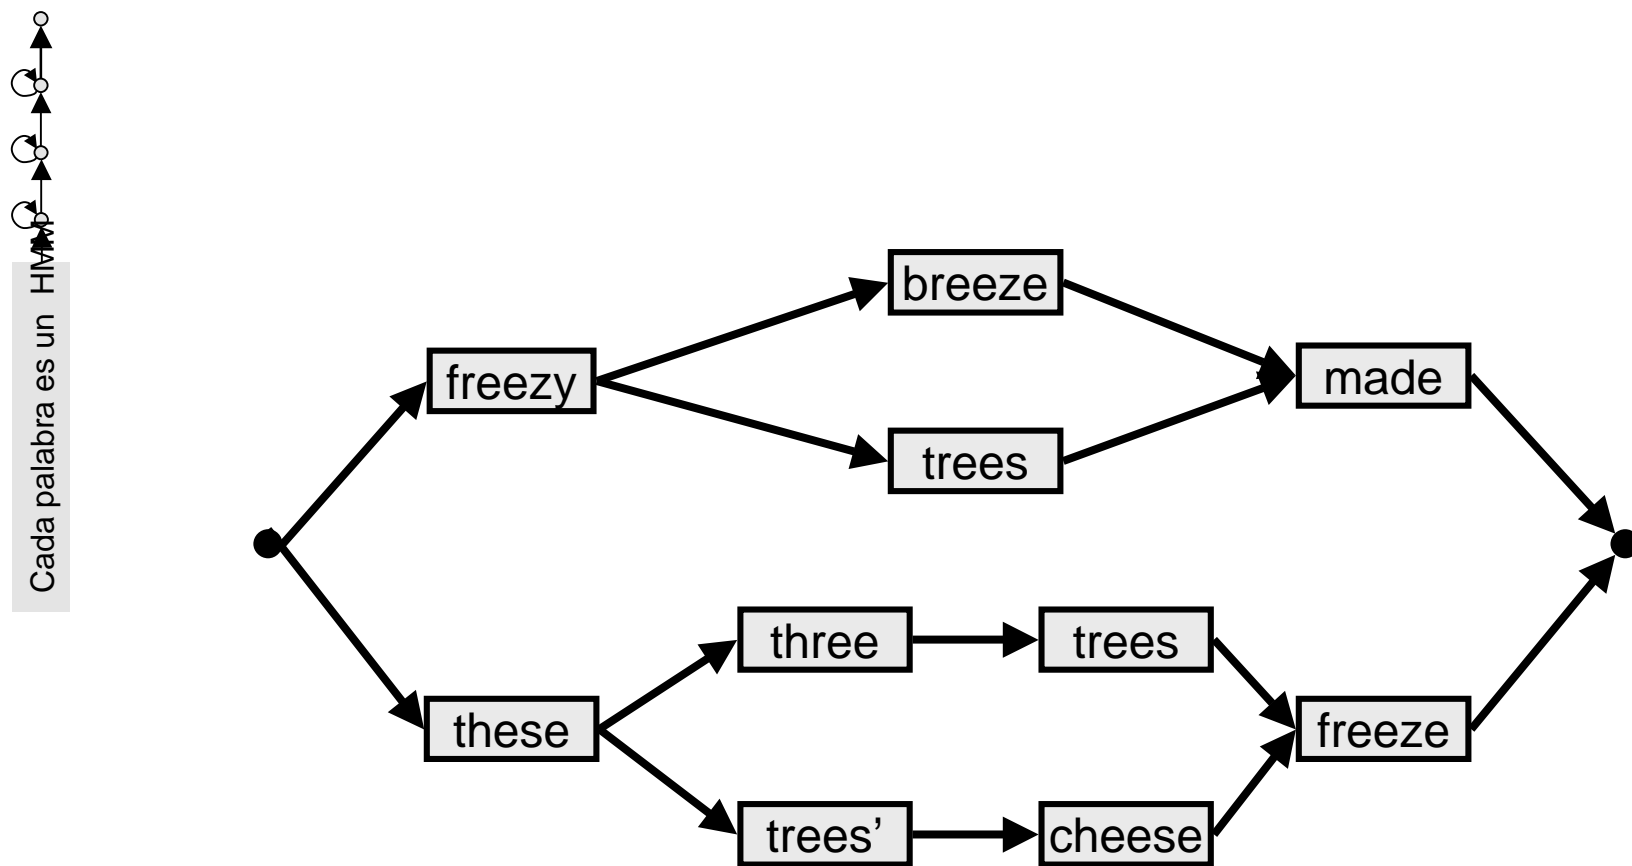 Cada palabra es un HMM
breeze
freezy
made
trees
three
trees
these
freeze
trees’
cheese